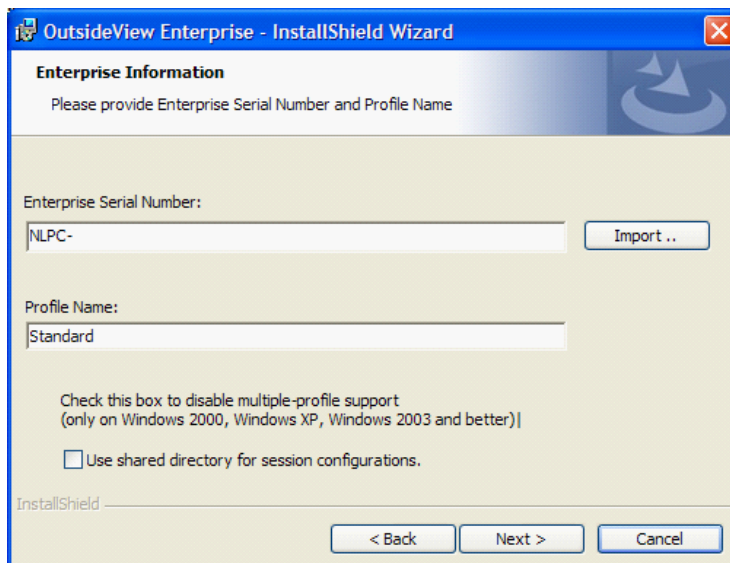 OutsideView Enterprise - InstallShield Wizard
Enterprise Information
Please provide Enterprise Serial Number and Profile Name
Enterprise Serial Number:
NLPC-
Import ..
Profile Name:
Standard
Check this box to disable multiple-profile support
(only on Windows 2000, Windows XP, Windows 2003 and better)|
Use shared directory for session configurations.
InstallShield
< Back
Next >
Cancel